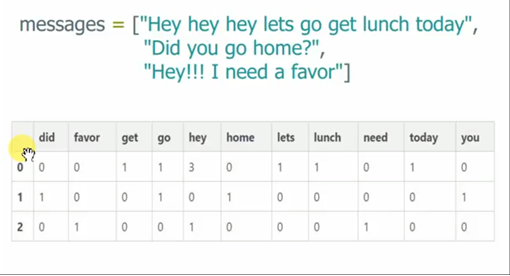 messages = ["Hey hey hey lets go get lunch today",
"Did you go home?",
"Hey!!! I need a favor"]
did favor get go hey home lets lunch need today you
0 0 0 1 1 3 0 1 1 0 1 0
1 1 0 0 1 0 1 0 0 0 0 1
2 0 1 0 0 1 0 0 0 1 0 0